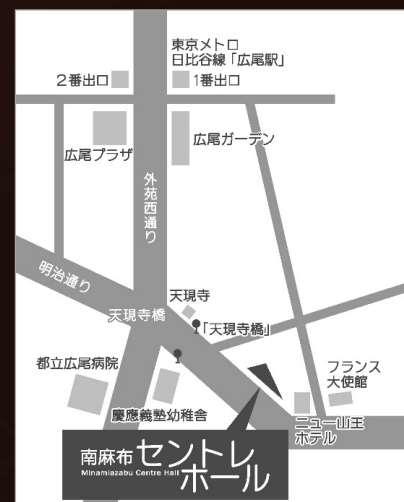 東京メトロ
日比谷線「広尾駅」
2番出口
1番出口
広尾プラザ
広尾ガーデン
外苑西通り
明治通り
天現寺
天現寺橋
「天現寺橋」
都立広尾病院
慶應義塾幼稚舎
フランス
大使館
ニュー山王
ホテル
南麻布セントレ
Minamiazabu Centre Hall
ホール